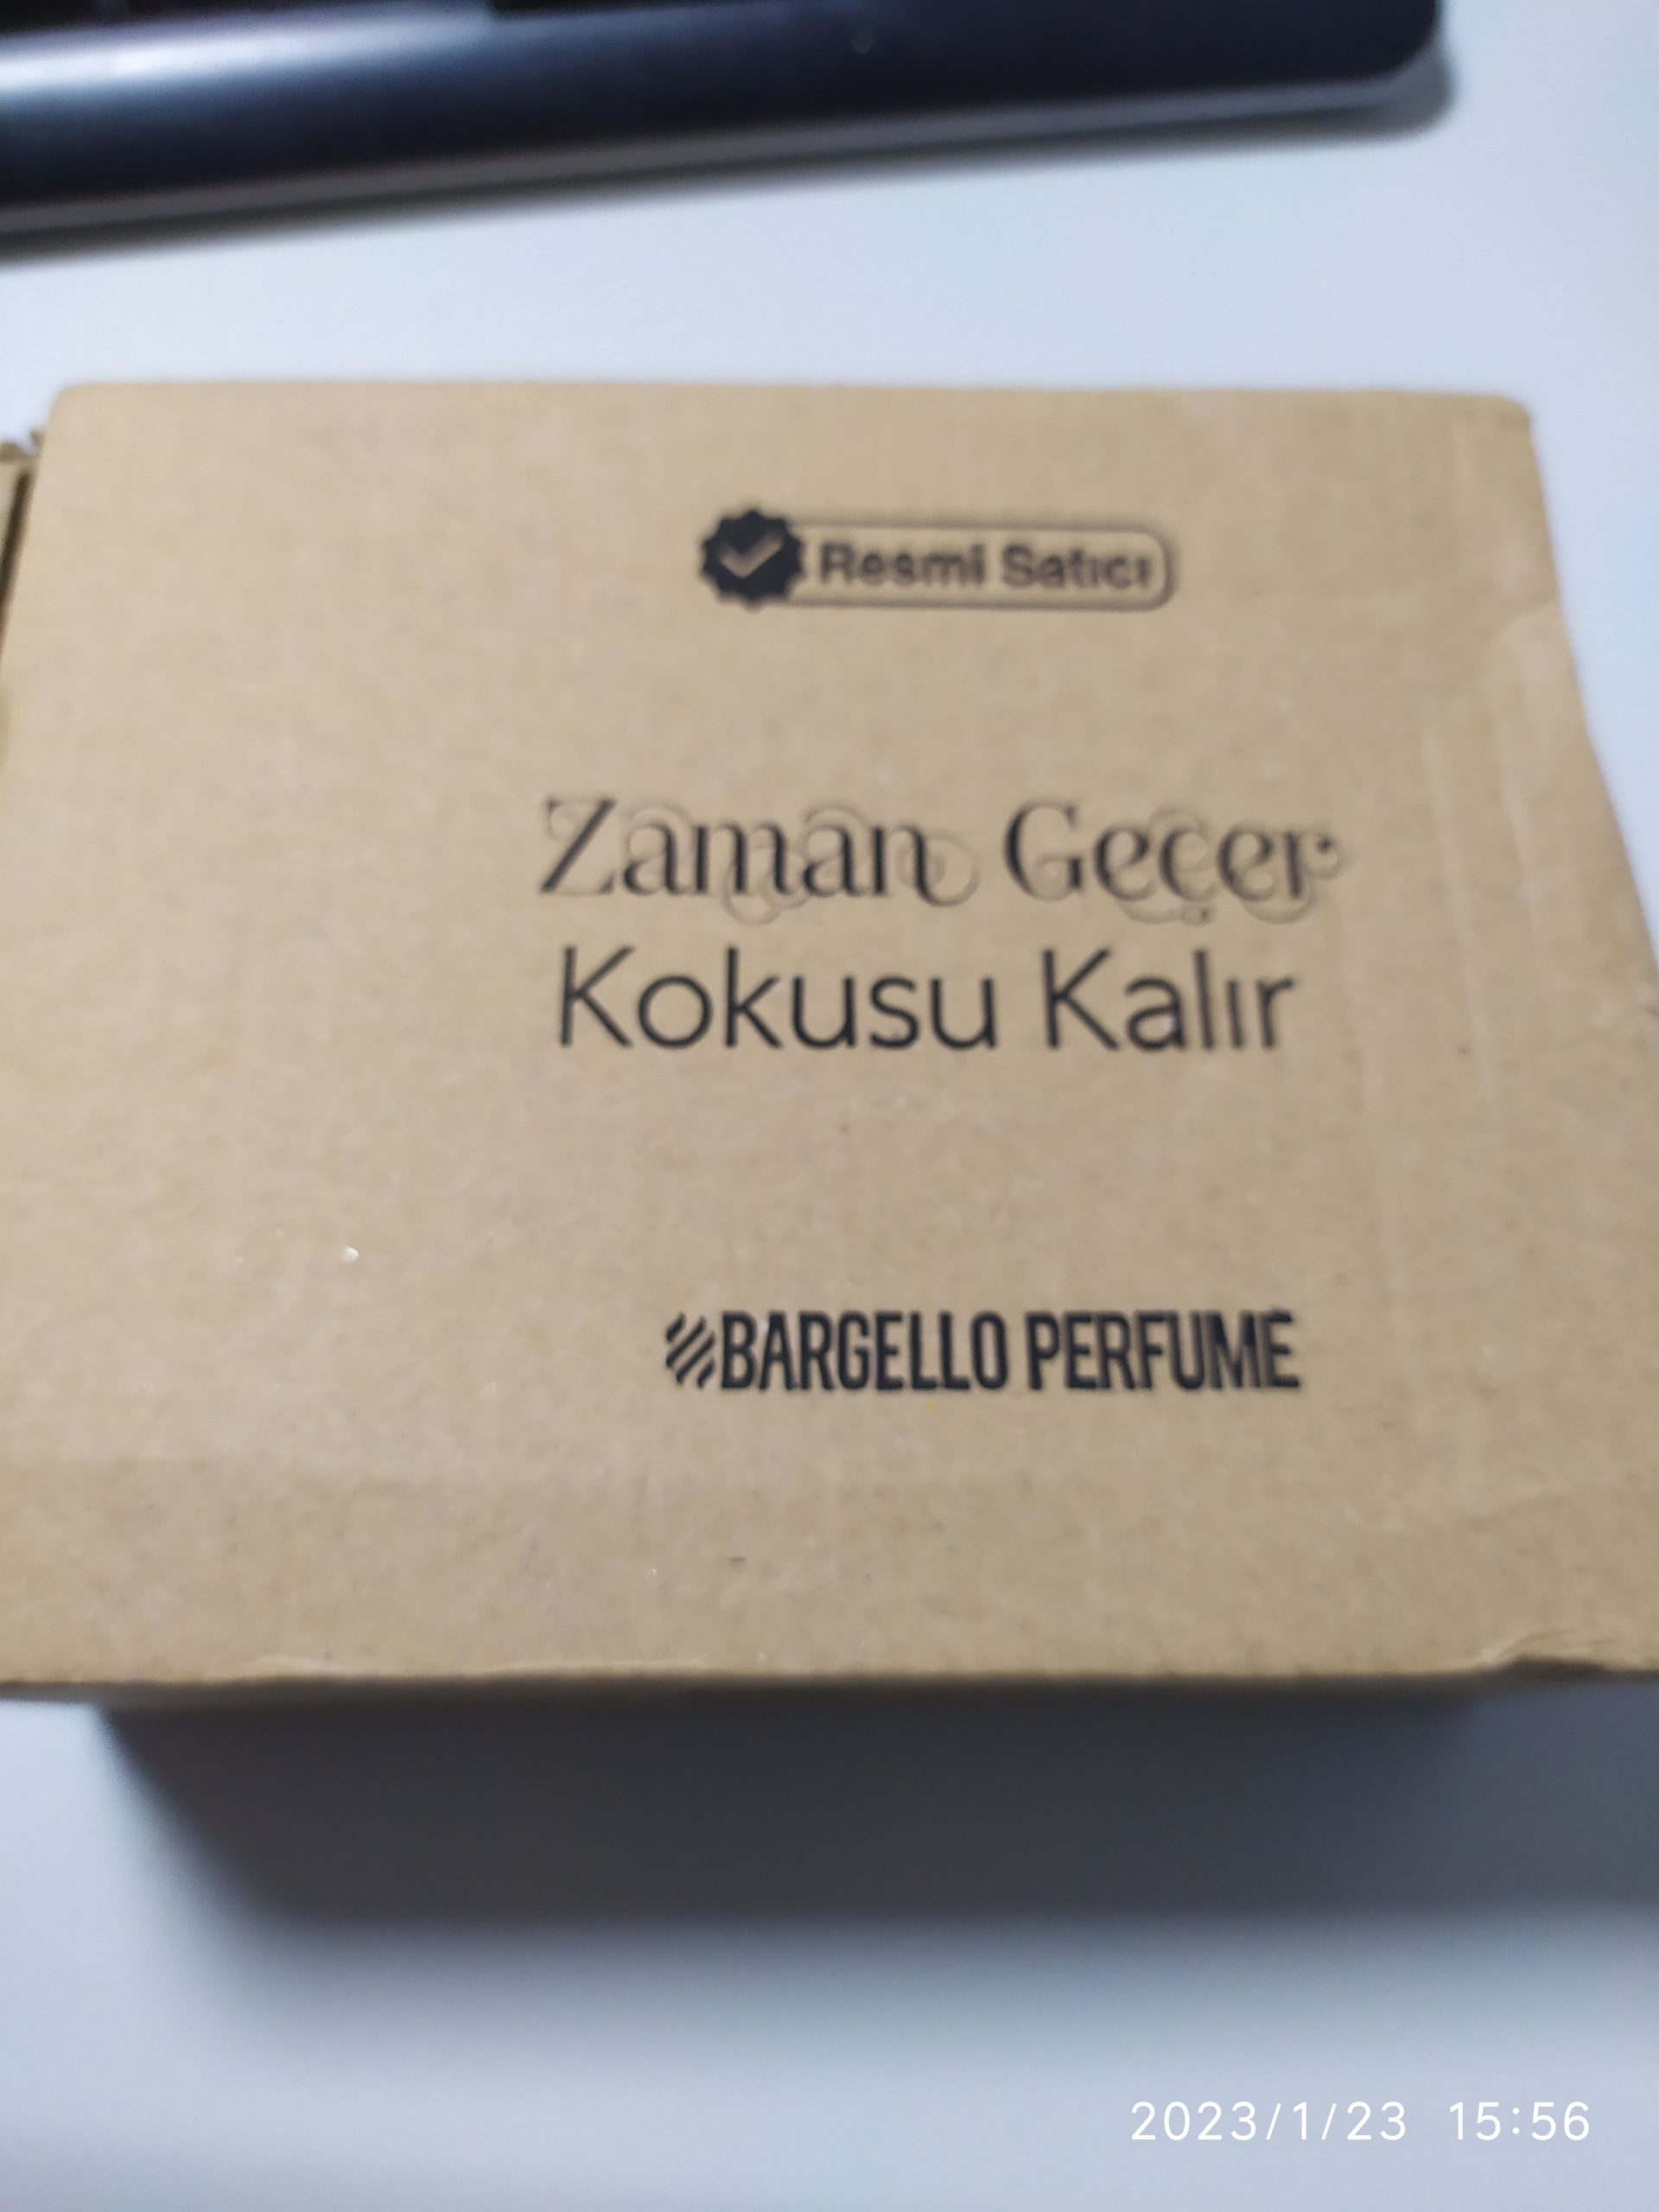 Resmi Satıcı
Zaman Geçer
Kokusu Kalır
BARGELLO PERFUME
2023/1/23 15:56